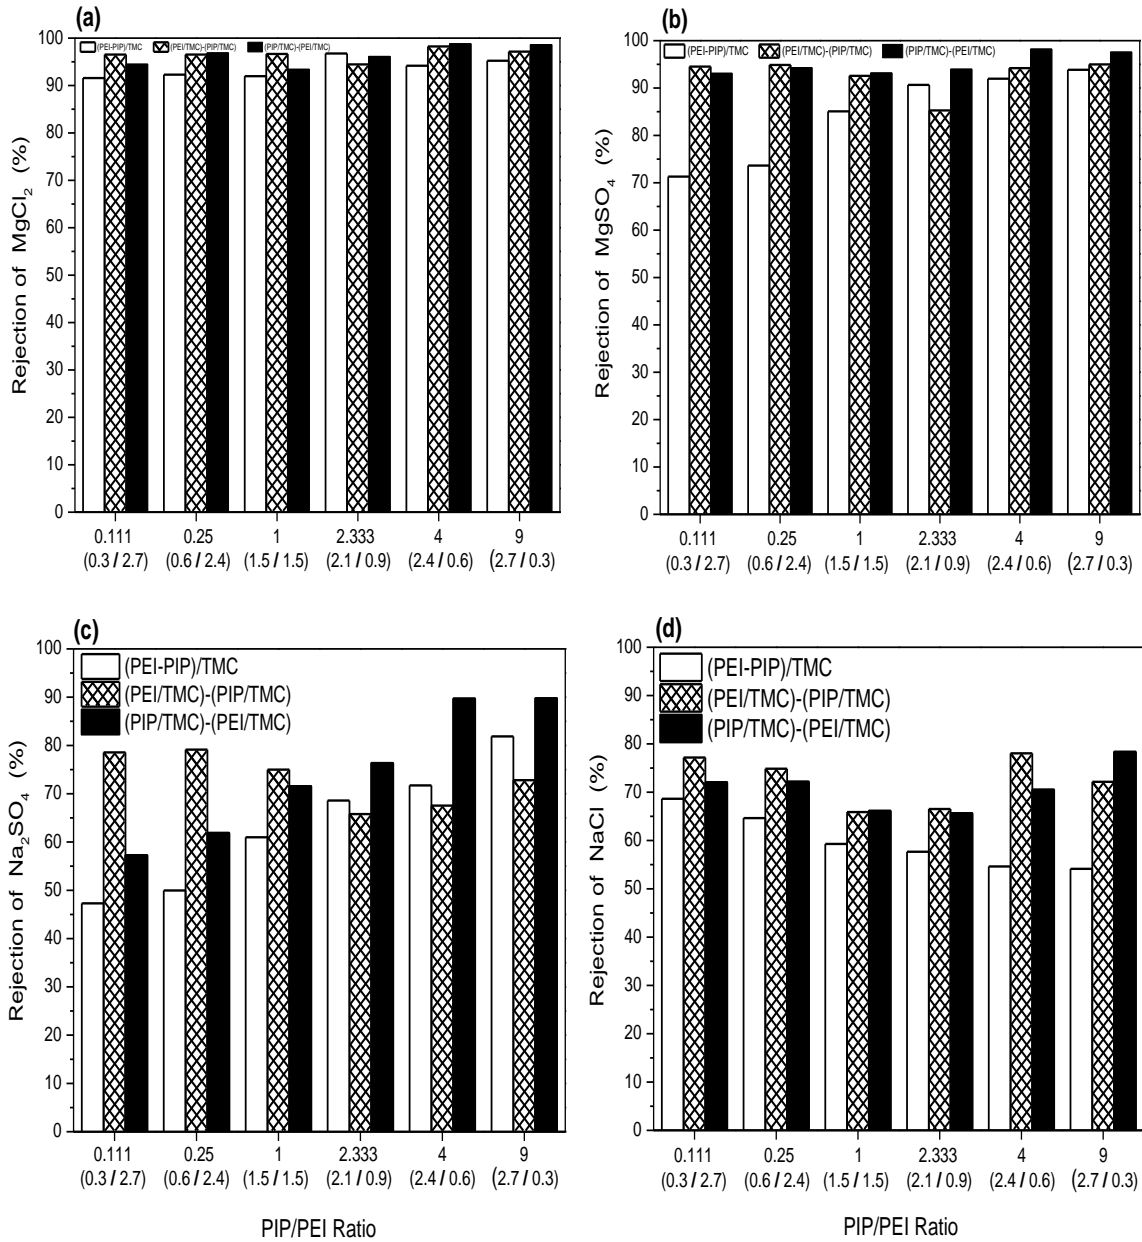 (a)
(PEI-PIP)/TMC (PEI/TMC)-(PIP/TMC) (PIP/TMC)-(PEI/TMC)
Rejection of MgCl₂ (%)
100
90
80
70
60
50
40
30
20
10
0
0.111 0.25 1 2.333 4 9
(0.3 / 2.7) (0.6 / 2.4) (1.5 / 1.5) (2.1 / 0.9) (2.4 / 0.6) (2.7 / 0.3)
(b)
(PEI-PIP)/TMC (PEI/TMC)-(PIP/TMC) (PIP/TMC)-(PEI/TMC)
Rejection of MgSO₄ (%)
100
90
80
70
60
50
40
30
20
10
0
0.111 0.25 1 2.333 4 9
(0.3 / 2.7) (0.6 / 2.4) (1.5 / 1.5) (2.1 / 0.9) (2.4 / 0.6) (2.7 / 0.3)
(c)
(PEI-PIP)/TMC
(PEI/TMC)-(PIP/TMC)
(PIP/TMC)-(PEI/TMC)
Rejection of Na₂SO₄ (%)
100
90
80
70
60
50
40
30
20
10
0
0.111 0.25 1 2.333 4 9
(0.3 / 2.7) (0.6 / 2.4) (1.5 / 1.5) (2.1 / 0.9) (2.4 / 0.6) (2.7 / 0.3)
PIP/PEI Ratio
(d)
(PEI-PIP)/TMC
(PEI/TMC)-(PIP/TMC)
(PIP/TMC)-(PEI/TMC)
Rejection of NaCl (%)
100
90
80
70
60
50
40
30
20
10
0
0.111 0.25 1 2.333 4 9
(0.3 / 2.7) (0.6 / 2.4) (1.5 / 1.5) (2.1 / 0.9) (2.4 / 0.6) (2.7 / 0.3)
PIP/PEI Ratio